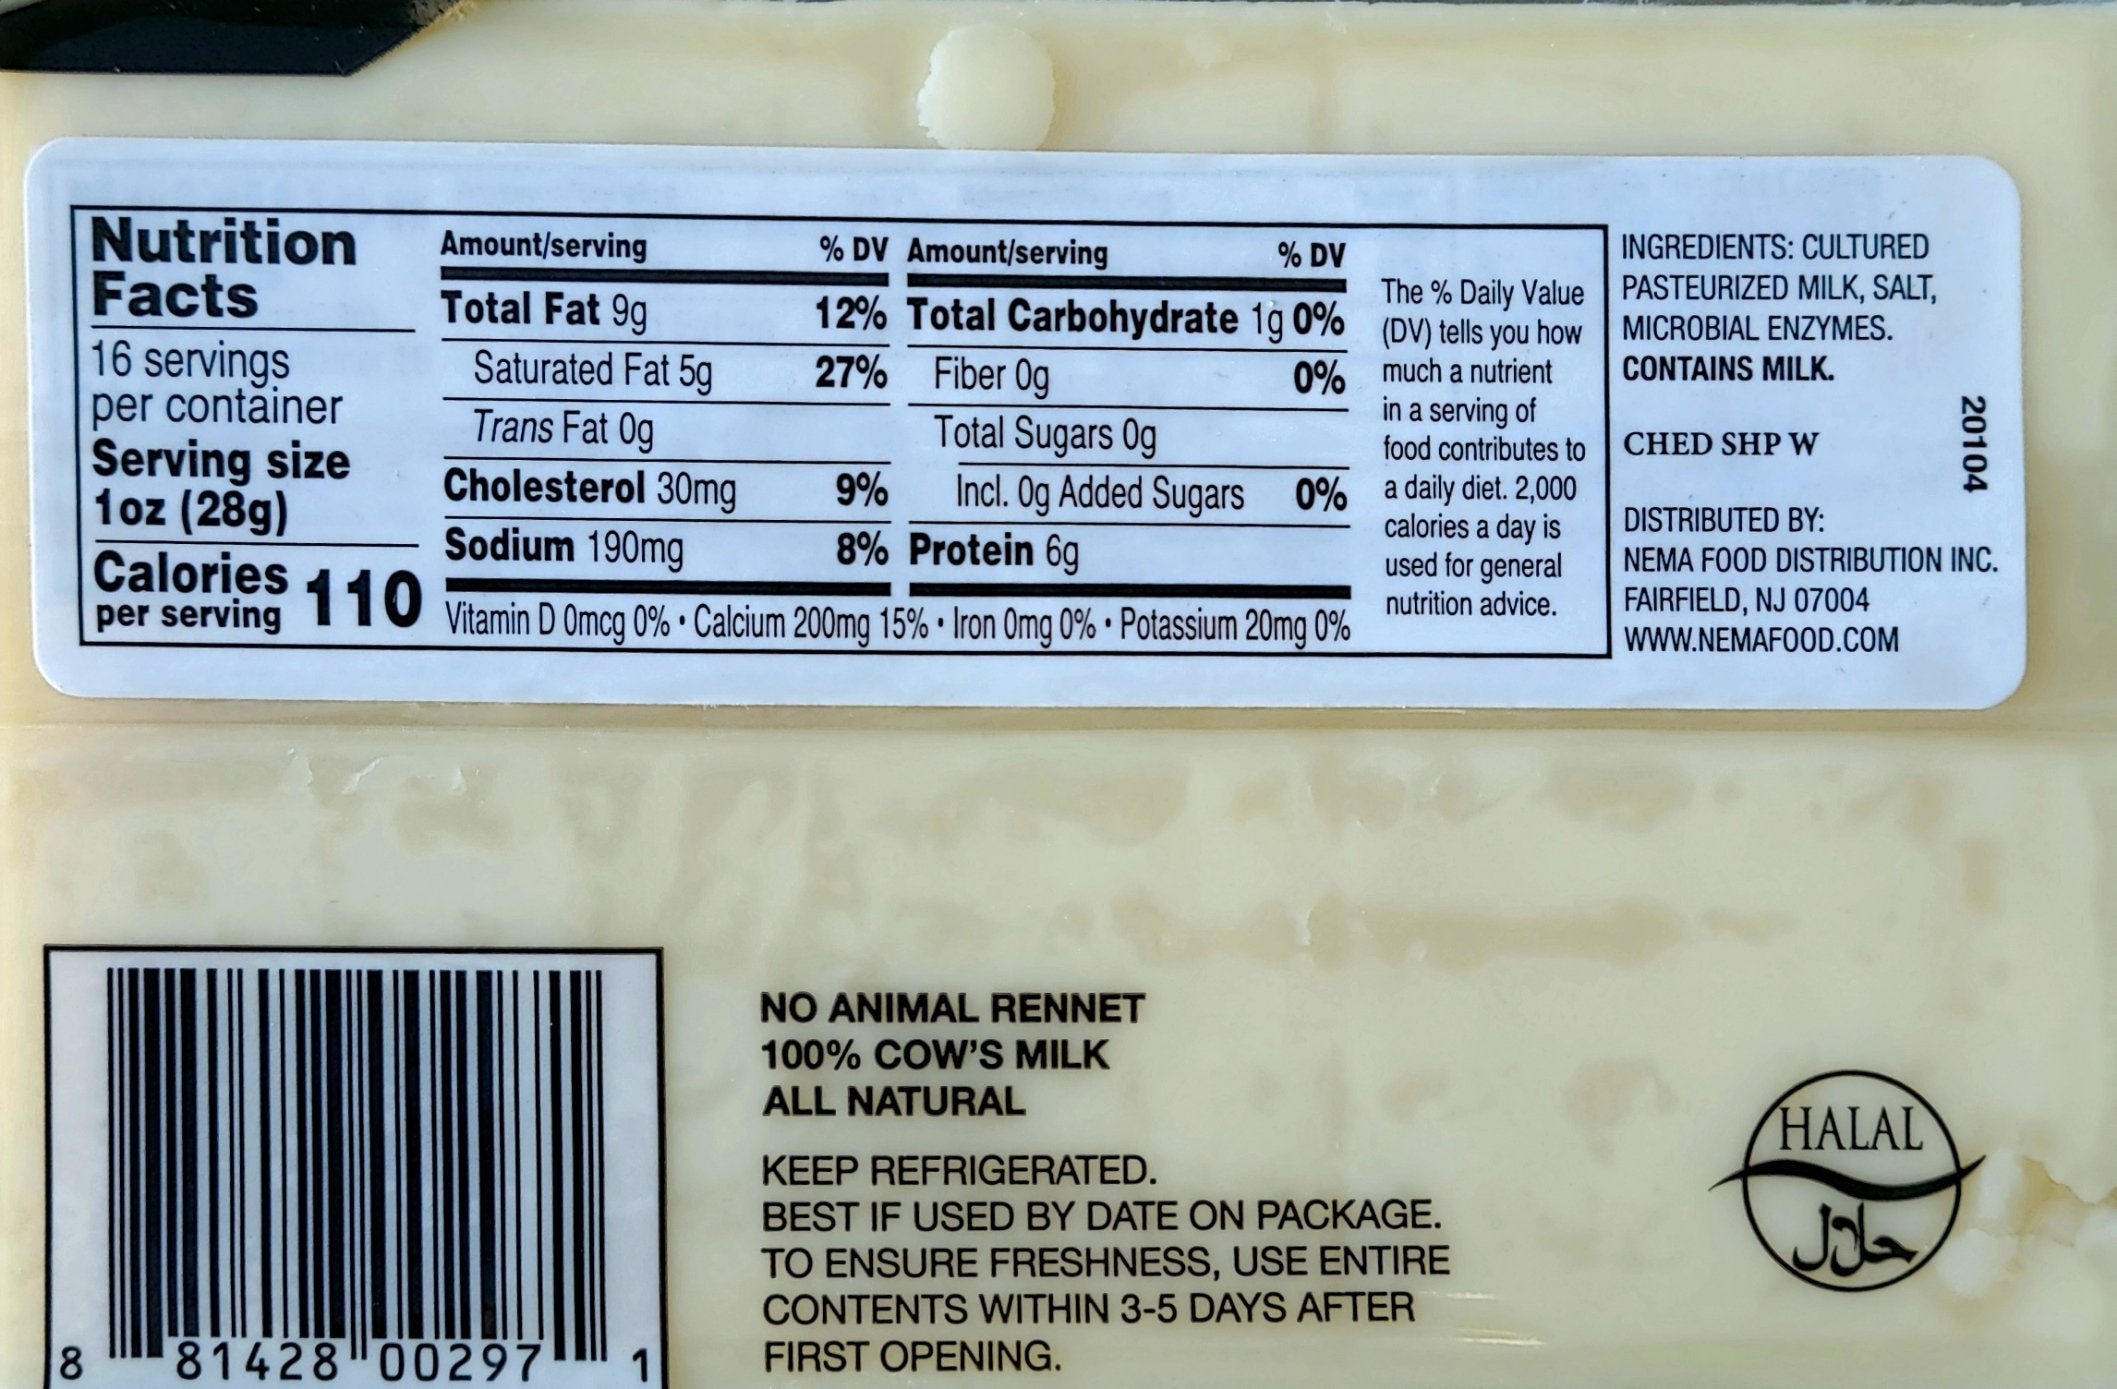 Nutrition
Facts
16 servings
per container
Serving size
1oz (28g)
Calories
per serving 110
Amount/serving % DV
Total Fat 9g 12%
Saturated Fat 5g 27%
Trans Fat 0g
Cholesterol 30mg 9%
Sodium 190mg 8%
Amount/serving % DV
Total Carbohydrate 1g 0%
Fiber 0g 0%
Total Sugars 0g
Incl. 0g Added Sugars 0%
Protein 6g
Vitamin D 0mcg 0% • Calcium 200mg 15% • Iron 0mg 0% • Potassium 20mg 0%
The % Daily Value
(DV) tells you how
much a nutrient
in a serving of
food contributes to
a daily diet. 2,000
calories a day is
used for general
nutrition advice.
INGREDIENTS: CULTURED
PASTEURIZED MILK, SALT,
MICROBIAL ENZYMES.
CONTAINS MILK.
CHED SHP W
DISTRIBUTED BY:
NEMA FOOD DISTRIBUTION INC.
FAIRFIELD, NJ 07004
WWW.NEMAFOOD.COM
20104
8 81428 00297 1
NO ANIMAL RENNET
100% COW'S MILK
ALL NATURAL
KEEP REFRIGERATED.
BEST IF USED BY DATE ON PACKAGE.
TO ENSURE FRESHNESS, USE ENTIRE
CONTENTS WITHIN 3-5 DAYS AFTER
FIRST OPENING.
HALAL
حلال